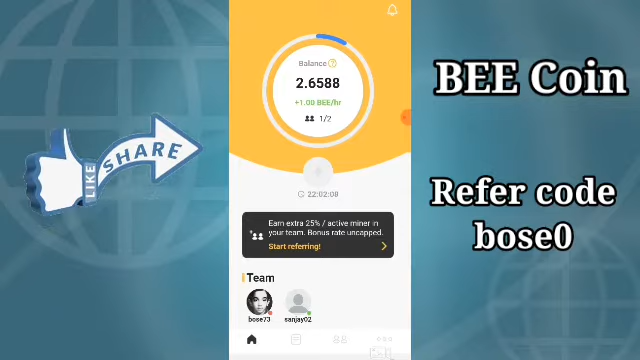 LIKE
SHARE
Balance ?
2.6588
+1.00 BEE/hr
1/2
22:02:08
Earn extra 25% / active miner in
your team. Bonus rate uncapped.
Start referring!
Team
bose73
sanjay02
BEE Coin
Refer code
bose0